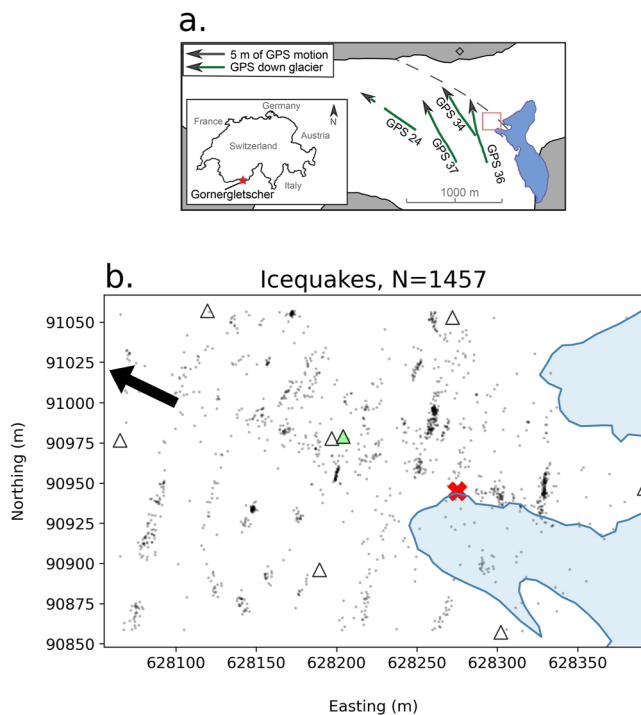 a.
5 m of GPS motion
GPS down glacier
Germany
N
France
Austria
Switzerland
Italy
Gornergletscher
GPS 24
GPS 37
GPS 34
GPS 36
1000 m
b.
Icequakes, N=1457
91050
91025
91000
90975
90950
90925
90900
90875
90850
Northing (m)
628100 628150 628200 628250 628300 628350
Easting (m)